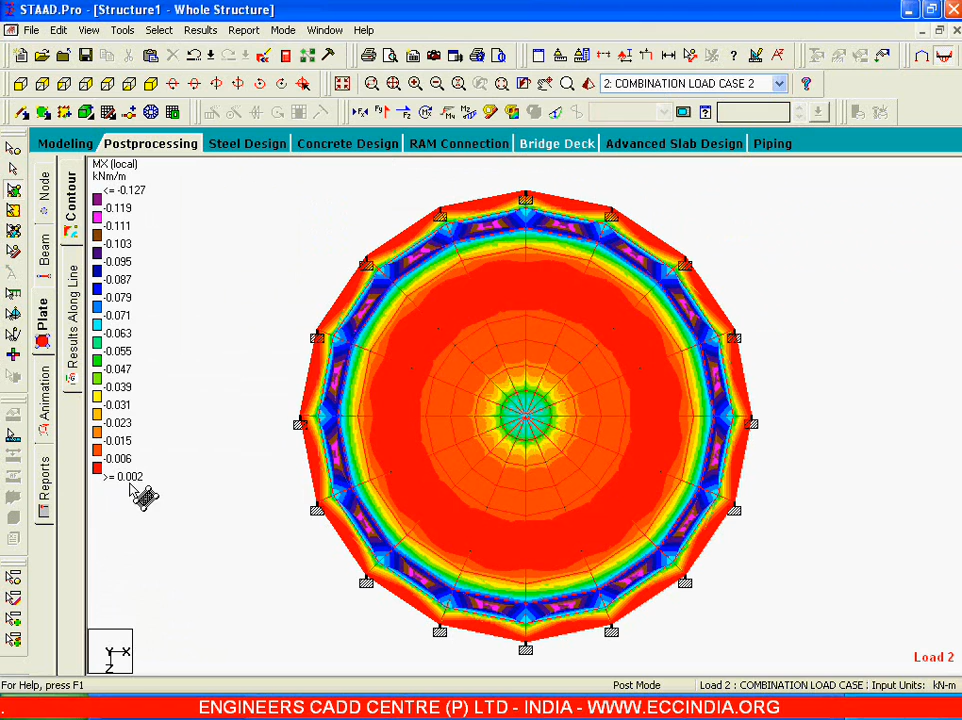 STAAD.Pro - [Structure1 - Whole Structure]
File Edit View Tools Select Results Report Mode Window Help
2: COMBINATION LOAD CASE 2
Modeling Postprocessing Steel Design Concrete Design RAM Connection Bridge Deck Advanced Slab Design Piping
Node
Beam
Plate
Animation
Reports
Contour
Results Along Line
MX (local)
kNm/m
<= -0.127
-0.119
-0.111
-0.103
-0.095
-0.087
-0.079
-0.071
-0.063
-0.055
-0.047
-0.039
-0.031
-0.023
-0.015
-0.006
>= 0.002
Y X
Z
Load 2
For Help, press F1 Post Mode Load 2 : COMBINATION LOAD CASE Input Units: kN-m
. ENGINEERS CADD CENTRE (P) LTD - INDIA - WWW.ECCINDIA.ORG